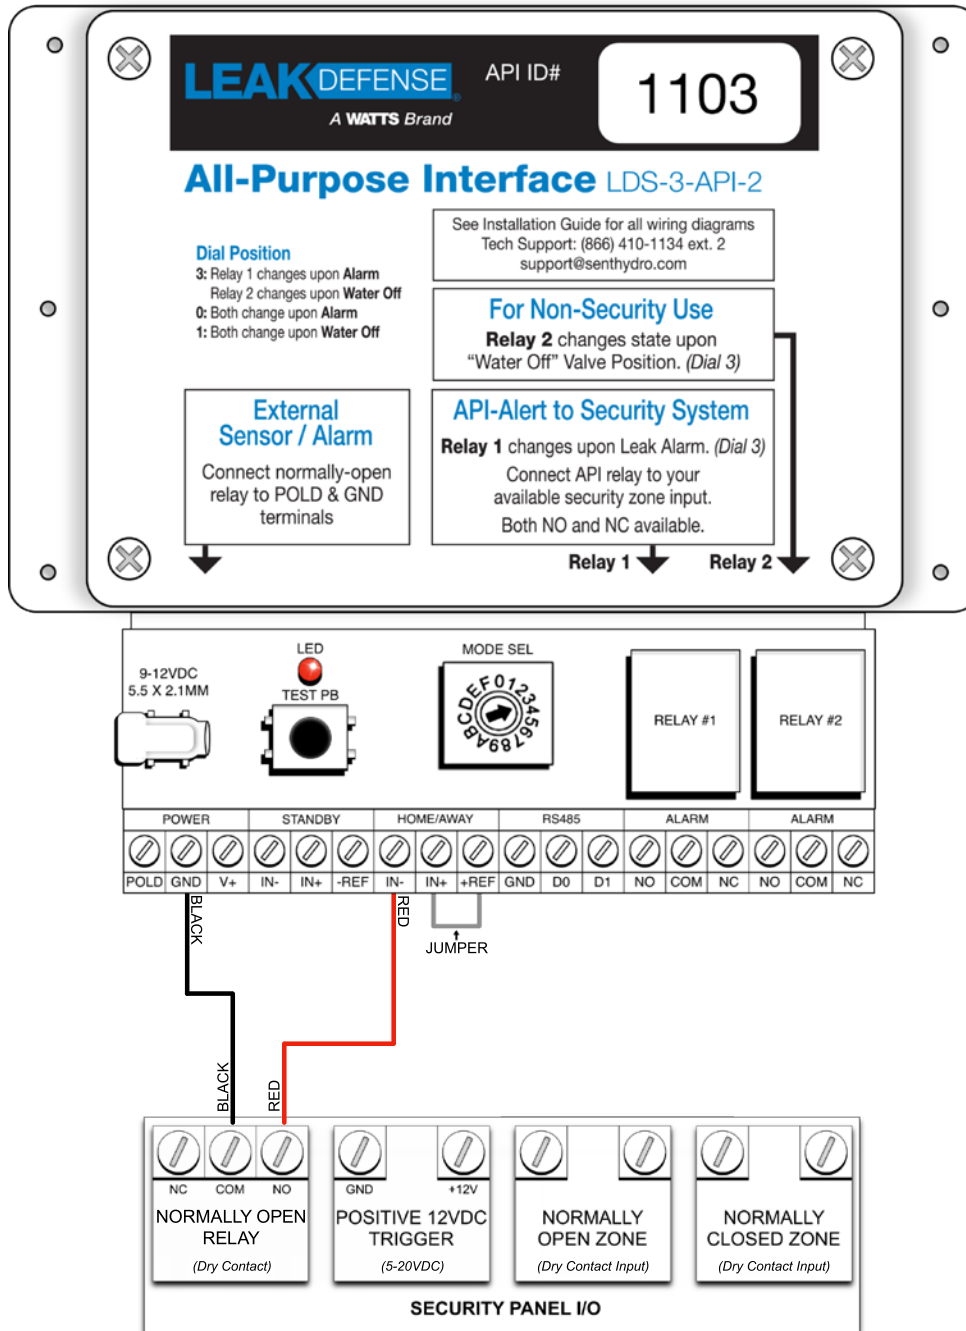 LEAK DEFENSE®
A WATTS Brand
API ID#
1103
All-Purpose Interface LDS-3-API-2
Dial Position
3: Relay 1 changes upon Alarm
Relay 2 changes upon Water Off
0: Both change upon Alarm
1: Both change upon Water Off
See Installation Guide for all wiring diagrams
Tech Support: (866) 410-1134 ext. 2
support@senthydro.com
For Non-Security Use
Relay 2 changes state upon
“Water Off” Valve Position. (Dial 3)
External
Sensor / Alarm
Connect normally-open
relay to POLD & GND
terminals
API-Alert to Security System
Relay 1 changes upon Leak Alarm. (Dial 3)
Connect API relay to your
available security zone input.
Both NO and NC available.
Relay 1
Relay 2
9-12VDC
5.5 X 2.1MM
LED
TEST PB
MODE SEL
0123456789ABCDEF
RELAY #1
RELAY #2
POWER STANDBY HOME/AWAY RS485 ALARM ALARM
POLD GND V+ IN- IN+ -REF IN- IN+ +REF GND D0 D1 NO COM NC NO COM NC
BLACK
RED
JUMPER
BLACK
RED
NC COM NO
NORMALLY OPEN
RELAY
(Dry Contact)
GND +12V
POSITIVE 12VDC
TRIGGER
(5-20VDC)
NORMALLY
OPEN ZONE
(Dry Contact Input)
NORMALLY
CLOSED ZONE
(Dry Contact Input)
SECURITY PANEL I/O